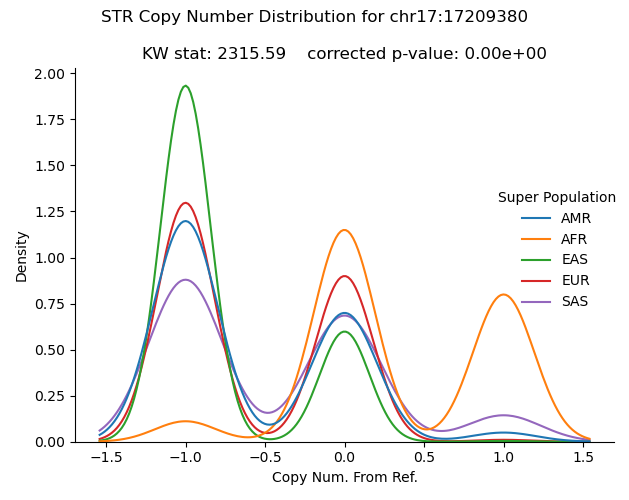 STR Copy Number Distribution for chr17:17209380
KW stat: 2315.59    corrected p-value: 0.00e+00
2.00
1.75
1.50
1.25
1.00
0.75
0.50
0.25
0.00
Density
Super Population
AMR
AFR
EAS
EUR
SAS
−1.5 −1.0 −0.5 0.0 0.5 1.0 1.5
Copy Num. From Ref.